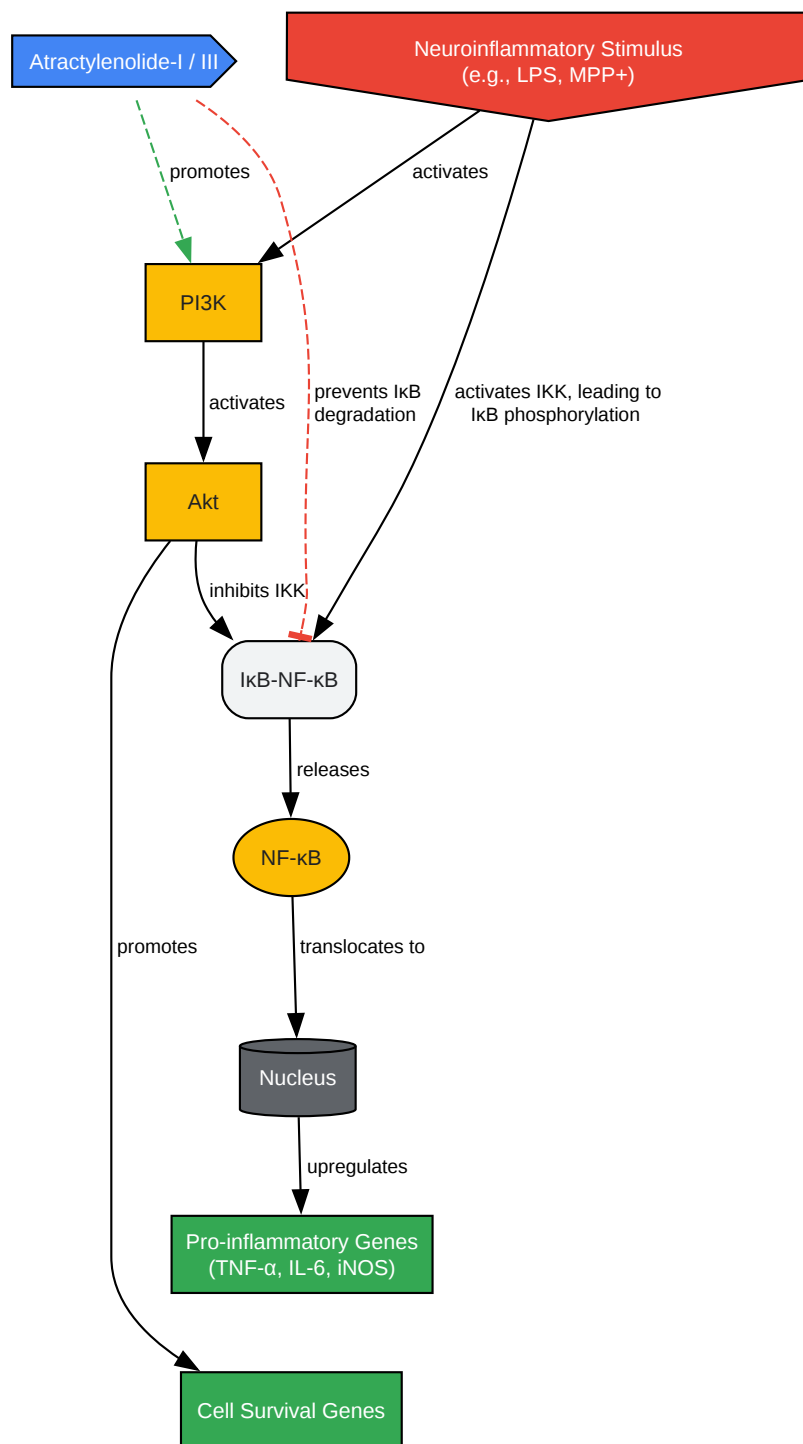 Atractylenolide-I / III
Neuroinflammatory Stimulus
(e.g., LPS, MPP+)
promotes
activates
PI3K
activates
prevents IκB
degradation
activates IKK, leading to
IκB phosphorylation
Akt
inhibits IKK
IκB-NF-κB
releases
NF-κB
promotes
translocates to
Nucleus
upregulates
Pro-inflammatory Genes
(TNF-α, IL-6, iNOS)
Cell Survival Genes